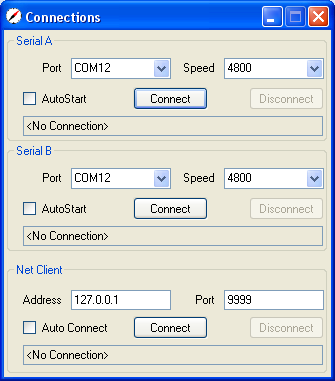 Connections
Serial A
Port COM12 Speed 4800
AutoStart Connect Disconnect
<No Connection>
Serial B
Port COM12 Speed 4800
AutoStart Connect Disconnect
<No Connection>
Net Client
Address 127.0.0.1 Port 9999
Auto Connect Connect Disconnect
<No Connection>